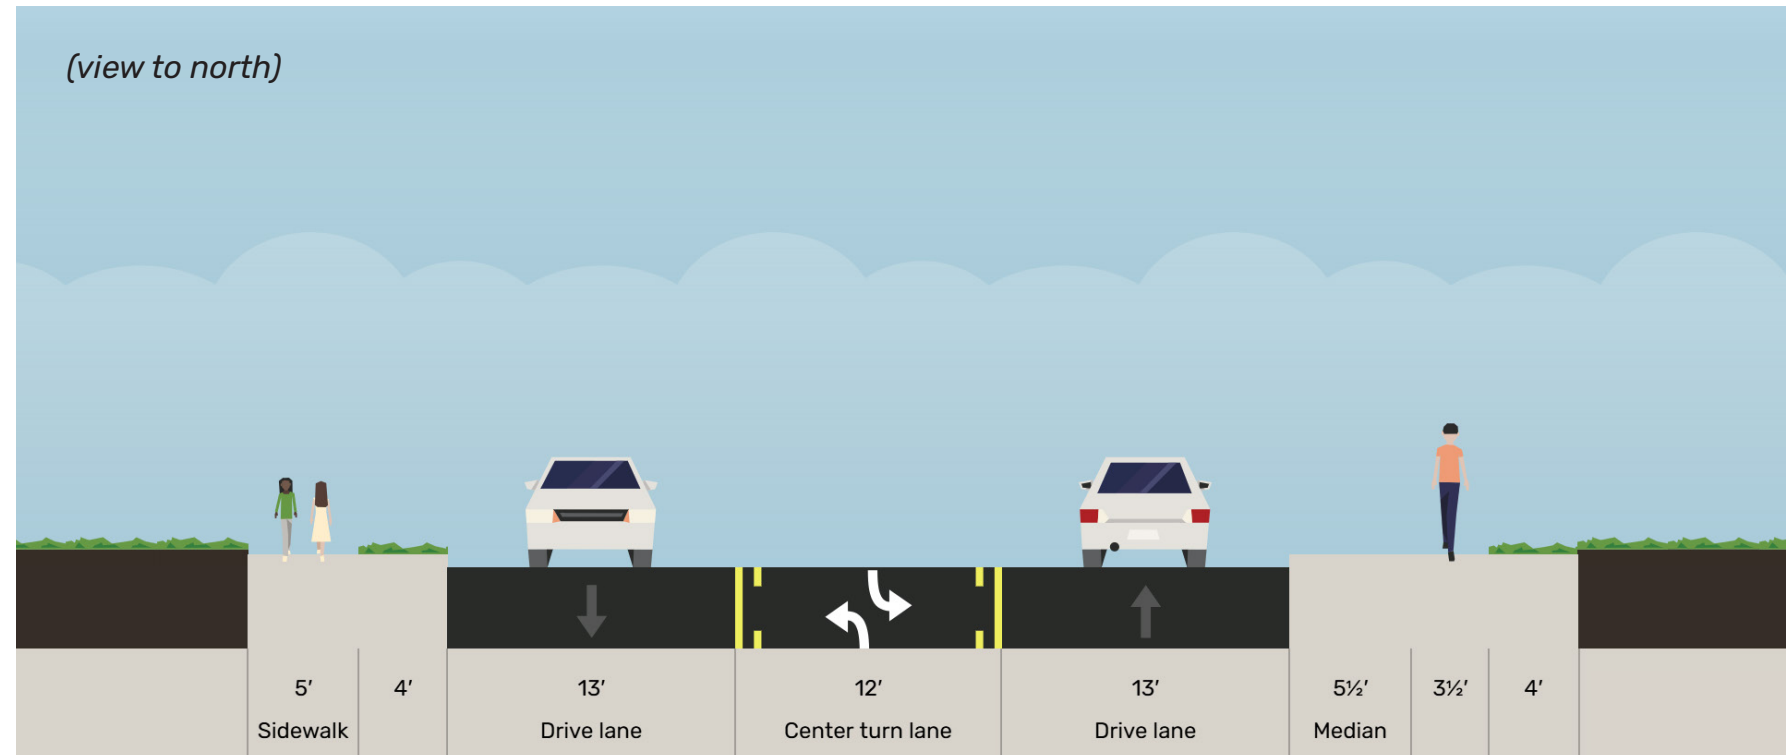 (view to north)
5′ 4′ 13′ 12′ 13′ 5½′ 3½′ 4′
Sidewalk Drive lane Center turn lane Drive lane Median